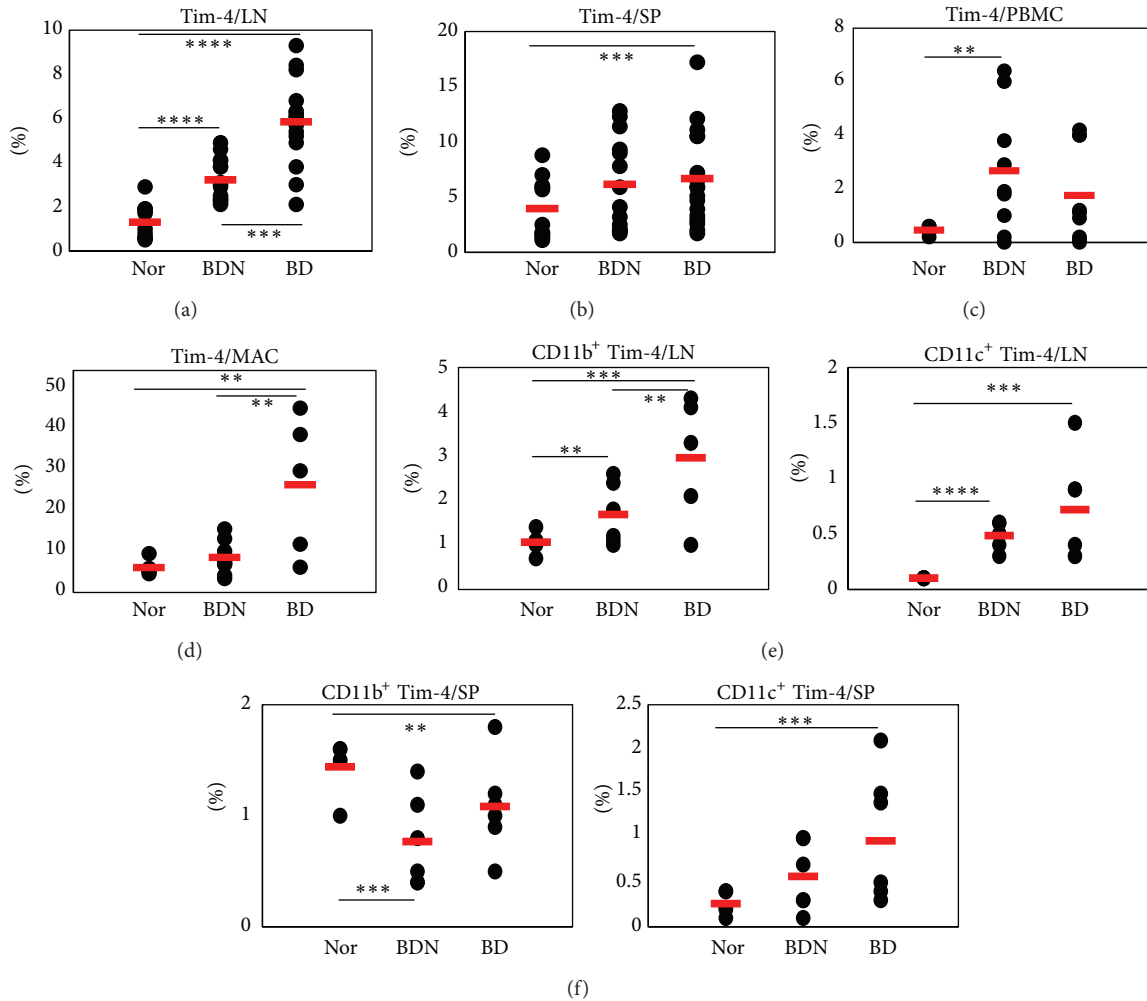 Tim-4/LN
10
8
6
4
2
0
(%)
****
****
***
Nor BDN BD
(a)
Tim-4/SP
20
15
10
5
0
(%)
***
Nor BDN BD
(b)
Tim-4/PBMC
8
6
4
2
0
(%)
**
Nor BDN BD
(c)
Tim-4/MAC
50
40
30
20
10
0
(%)
**
**
Nor BDN BD
(d)
CD11b⁺ Tim-4/LN
5
4
3
2
1
0
(%)
***
**
**
Nor BDN BD
CD11c⁺ Tim-4/LN
2
1.5
1
0.5
0
(%)
***
****
Nor BDN BD
(e)
CD11b⁺ Tim-4/SP
2
1
0
(%)
**
***
Nor BDN BD
CD11c⁺ Tim-4/SP
2.5
2
1.5
1
0.5
0
(%)
***
Nor BDN BD
(f)